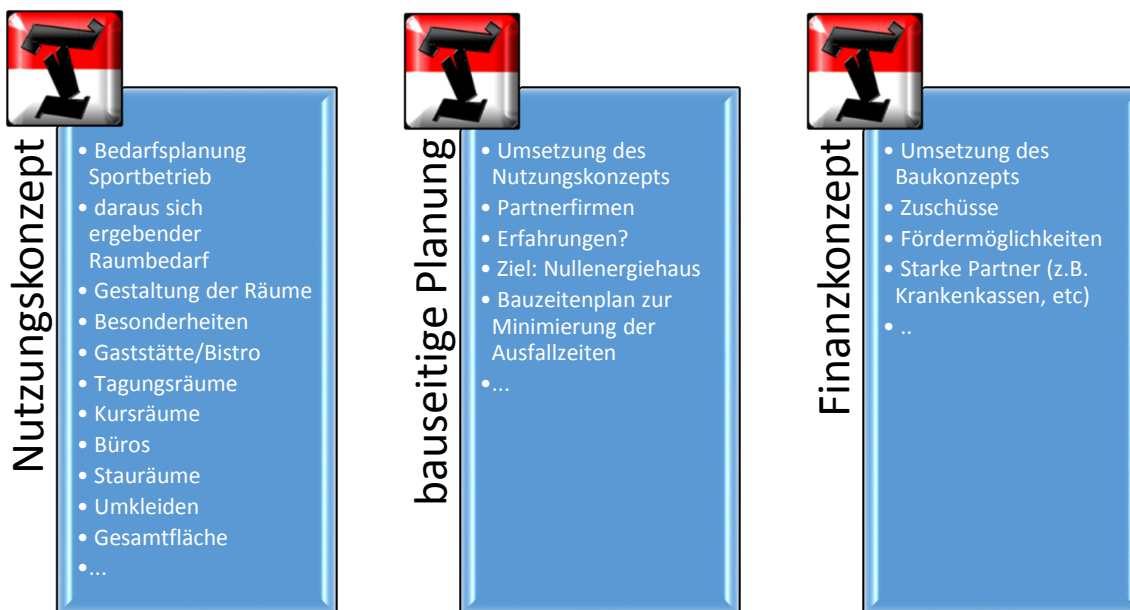 Nutzungskonzept
• Bedarfsplanung
Sportbetrieb
• daraus sich
ergebender
Raumbedarf
• Gestaltung der Räume
• Besonderheiten
• Gaststätte/Bistro
• Tagungsräume
• Kursräume
• Büros
• Stauräume
• Umkleiden
• Gesamtfläche
•...
bauseitige Planung
• Umsetzung des
Nutzungskonzepts
• Partnerfirmen
• Erfahrungen?
• Ziel: Nullenergiehaus
• Bauzeitenplan zur
Minimierung der
Ausfallzeiten
•...
Finanzkonzept
• Umsetzung des
Baukonzepts
• Zuschüsse
• Fördermöglichkeiten
• Starke Partner (z.B.
Krankenkassen, etc)
• ..